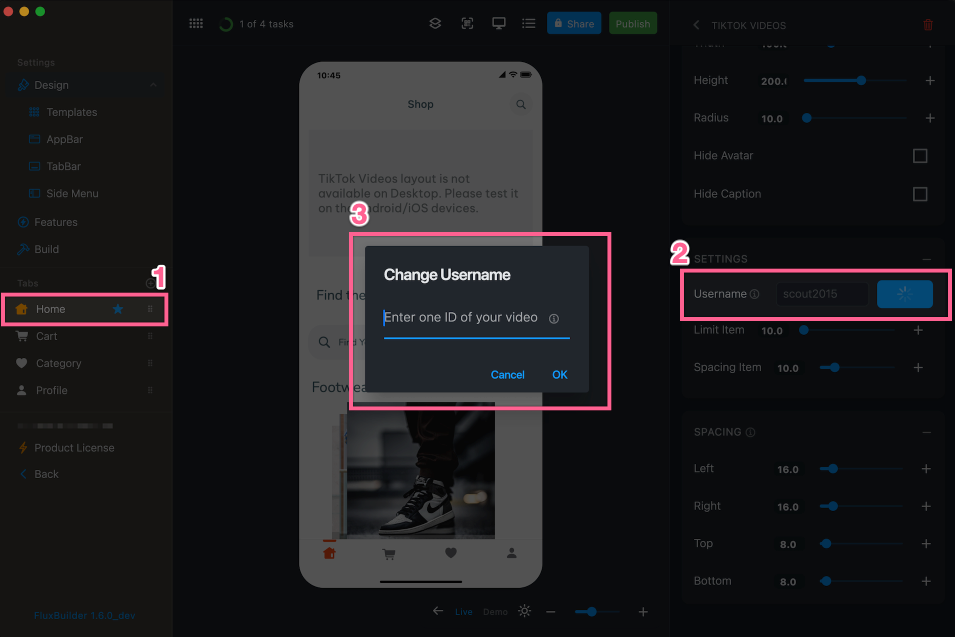 1 of 4 tasks
Share
Publish
TIKTOK VIDEOS
Settings
Design
Templates
AppBar
TabBar
Side Menu
Features
Build
Tabs
1
Home
Cart
Category
Profile
Product License
Back
FluxBuilder 1.6.0_dev
10:45
Shop
TikTok Videos layout is not
available on Desktop. Please test it
on the Android/iOS devices.
3
Change Username
Enter one ID of your video
Cancel
OK
Find the
Find Y
Footwea
Live
Demo
Height
200.0
Radius
10.0
Hide Avatar
Hide Caption
2
SETTINGS
Username
scout2015
Limit Item
10.0
Spacing Item
10.0
SPACING
Left
16.0
Right
16.0
Top
8.0
Bottom
8.0